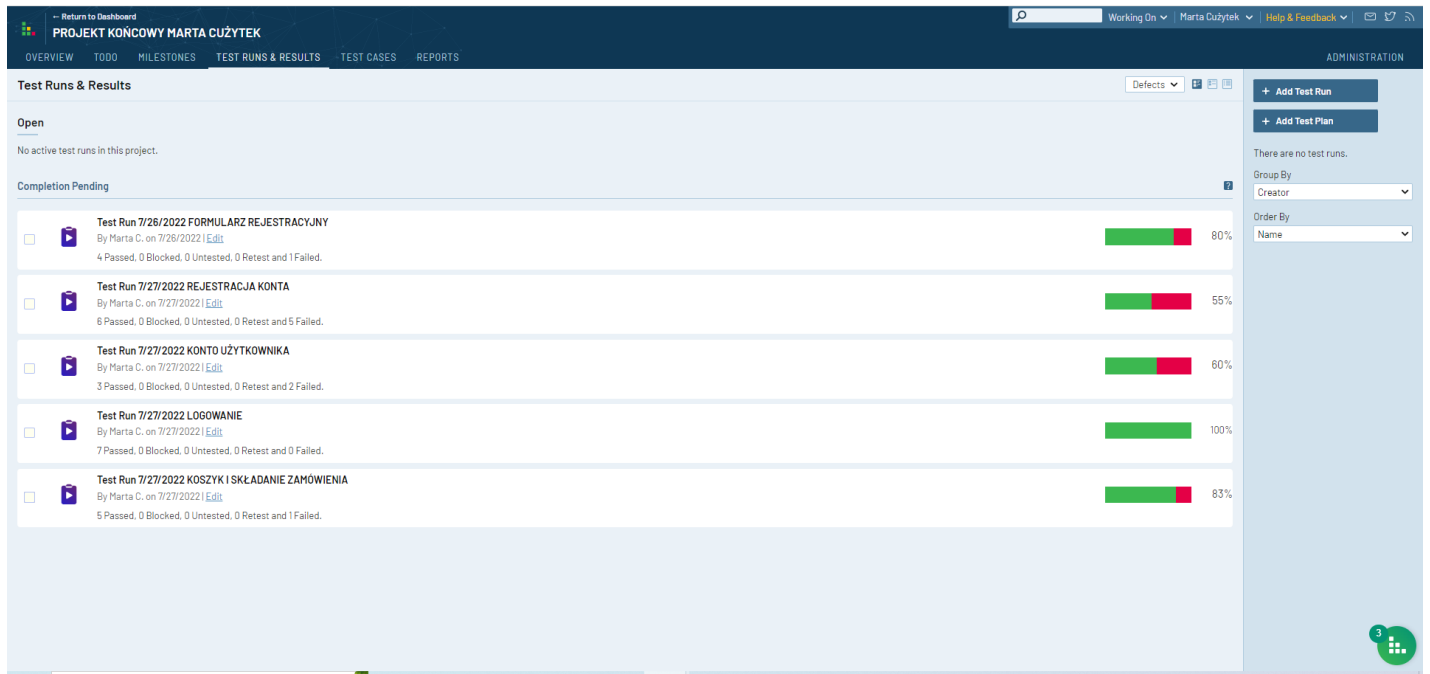 ← Return to Dashboard
PROJEKT KOŃCOWY MARTA CUŻYTEK
Working On
Marta Cużytek
Help & Feedback
OVERVIEW TODO MILESTONES TEST RUNS & RESULTS TEST CASES REPORTS ADMINISTRATION
Test Runs & Results
Defects
+ Add Test Run
+ Add Test Plan
There are no test runs.
Group By
Creator
Order By
Name
Open
No active test runs in this project.
Completion Pending
?
Test Run 7/26/2022 FORMULARZ REJESTRACYJNY
By Marta C. on 7/26/2022 | Edit
4 Passed, 0 Blocked, 0 Untested, 0 Retest and 1 Failed.
80%
Test Run 7/27/2022 REJESTRACJA KONTA
By Marta C. on 7/27/2022 | Edit
6 Passed, 0 Blocked, 0 Untested, 0 Retest and 5 Failed.
55%
Test Run 7/27/2022 KONTO UŻYTKOWNIKA
By Marta C. on 7/27/2022 | Edit
3 Passed, 0 Blocked, 0 Untested, 0 Retest and 2 Failed.
60%
Test Run 7/27/2022 LOGOWANIE
By Marta C. on 7/27/2022 | Edit
7 Passed, 0 Blocked, 0 Untested, 0 Retest and 0 Failed.
100%
Test Run 7/27/2022 KOSZYK I SKŁADANIE ZAMÓWIENIA
By Marta C. on 7/27/2022 | Edit
5 Passed, 0 Blocked, 0 Untested, 0 Retest and 1 Failed.
83%
3